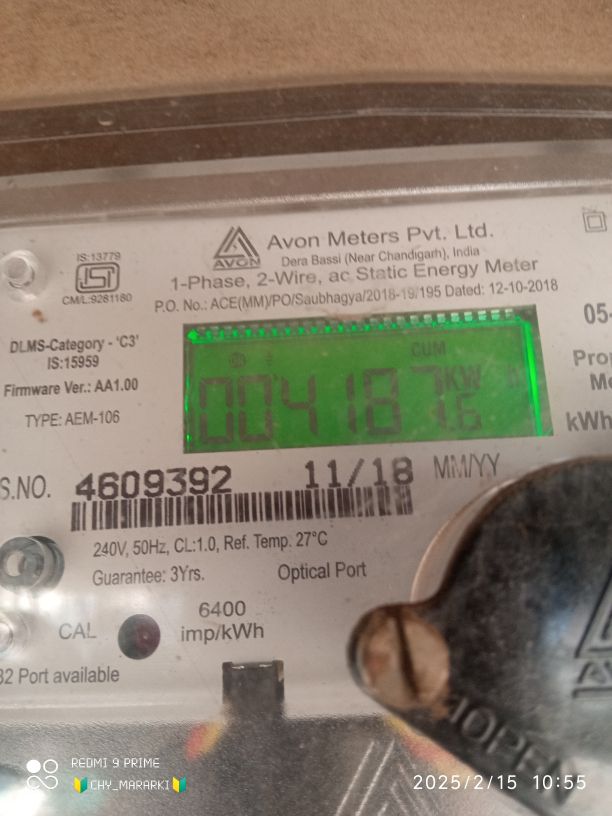 Avon Meters Pvt. Ltd.
AVON
Dera Bassi (Near Chandigarh), India
1-Phase, 2-Wire, ac Static Energy Meter
P.O. No.: ACE(MM)/PO/Saubhagya/2018-19/195 Dated: 12-10-2018
IS:13779
ISI
CM/L:9281180
DLMS-Category - 'C3'
IS:15959
Firmware Ver.: AA1.00
TYPE: AEM-106
05-
kWh
CUM
004187
KW
S.NO. 4609392 11/18 MM/YY
240V, 50Hz, CL:1.0, Ref. Temp. 27°C
Guarantee: 3Yrs. Optical Port
6400
CAL imp/kWh
32 Port available
REDMI 9 PRIME
CHY_MARARKI
2025/2/15 10:55